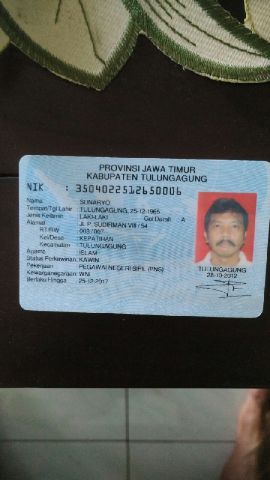 PROVINSI JAWA TIMUR
KABUPATEN TULUNGAGUNG
NIK : 3504022512650006
Nama : SUNARYO
Tempat/Tgl Lahir : TULUNGAGUNG, 25-12-1965
Jenis Kelamin : LAKI-LAKI Gol Darah : A
Alamat : JL.P. SUDIRMAN VIII / 54
RT/RW : 003/007
Kel/Desa : KEPATIHAN
Kecamatan : TULUNGAGUNG
Agama : ISLAM
Status Perkawinan: KAWIN
Pekerjaan : PEGAWAI NEGERI SIPIL (PNS)
Kewarganegaraan: WNI
Berlaku Hingga : 25-12-2017
TULUNGAGUNG
28-10-2012